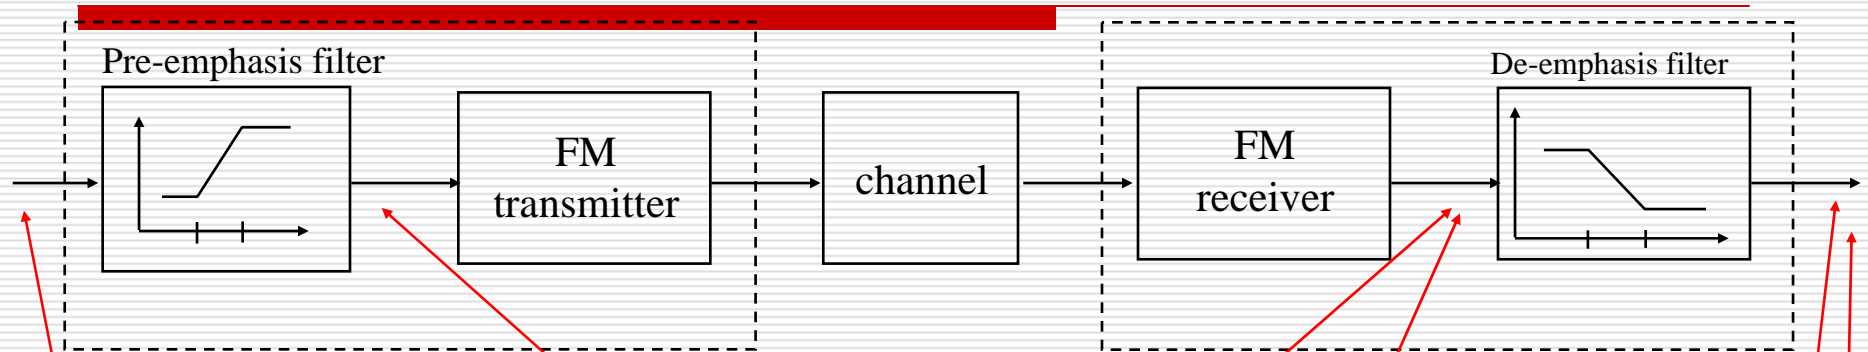 Pre-emphasis filter
De-emphasis filter
FM
transmitter
channel
FM
receiver